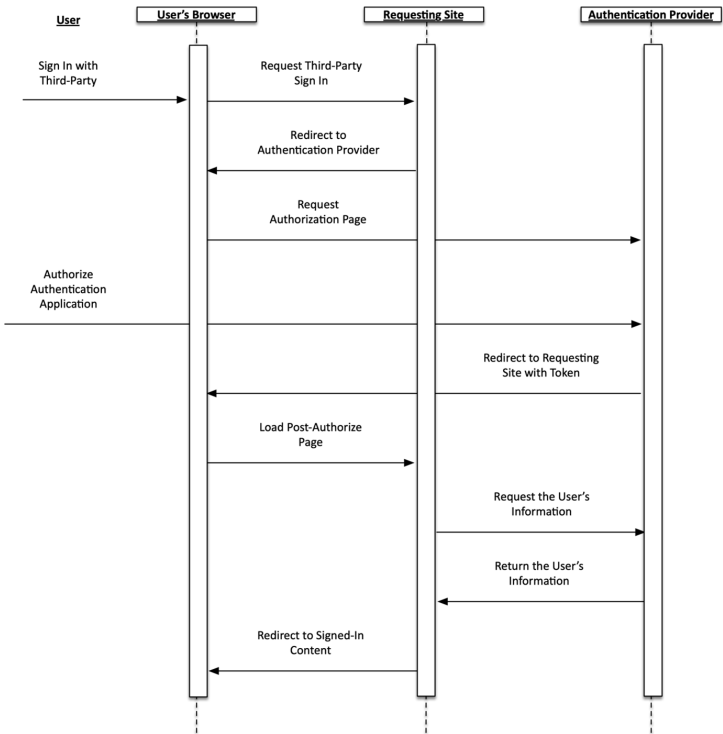 User
User's Browser
Requesting Site
Authentication Provider
Sign In with
Third-Party
Request Third-Party
Sign In
Redirect to
Authentication Provider
Request
Authorization Page
Authorize
Authentication
Application
Redirect to Requesting
Site with Token
Load Post-Authorize
Page
Request the User's
Information
Return the User's
Information
Redirect to Signed-In
Content